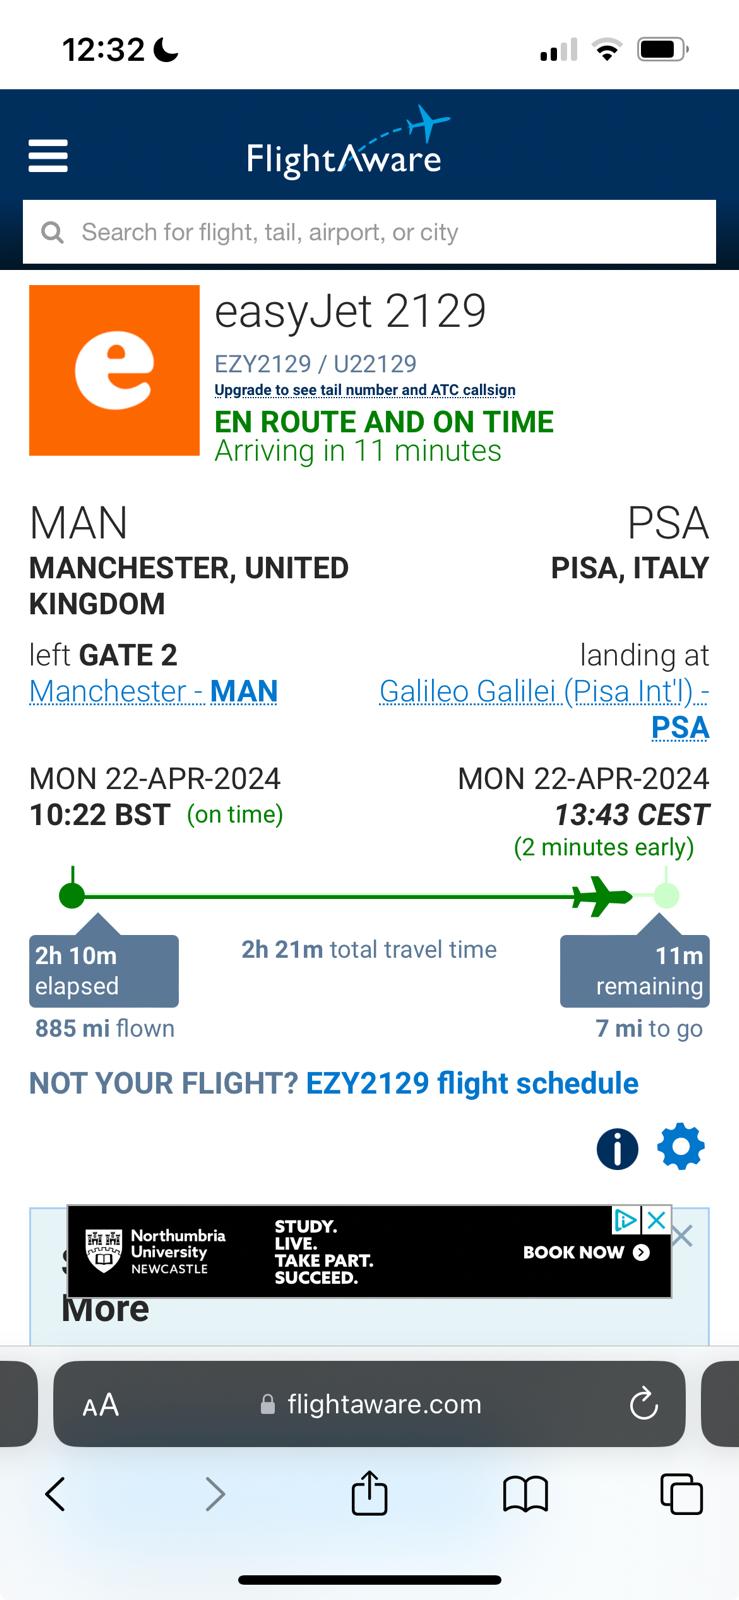 12:32
FlightAware
Search for flight, tail, airport, or city
e
easyJet 2129
EZY2129 / U22129
Upgrade to see tail number and ATC callsign
EN ROUTE AND ON TIME
Arriving in 11 minutes
MAN
MANCHESTER, UNITED
KINGDOM
left GATE 2
Manchester - MAN
PSA
PISA, ITALY
landing at
Galileo Galilei (Pisa Int'l) -
PSA
MON 22-APR-2024
10:22 BST (on time)
MON 22-APR-2024
13:43 CEST
(2 minutes early)
2h 10m
elapsed
885 mi flown
2h 21m total travel time
11m
remaining
7 mi to go
NOT YOUR FLIGHT? EZY2129 flight schedule
i
Northumbria
University
NEWCASTLE
STUDY.
LIVE.
TAKE PART.
SUCCEED.
BOOK NOW
More
AA
flightaware.com